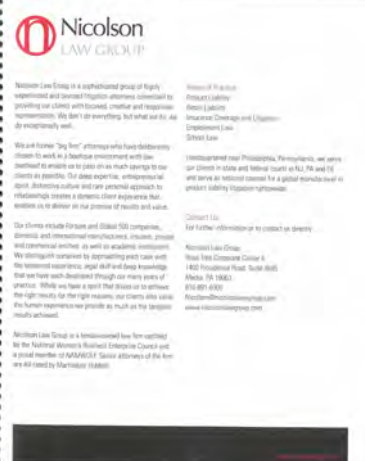 Nicolson
LAW GROUP
Nicolson Law Group is a sophisticated group of highly
experienced and devoted litigation attorneys committed to
providing our clients with focused, creative and responsive
representation. We don't do everything, but what we do, we
do exceptionally well.
We are former "big firm" attorneys who have deliberately
chosen to work in a boutique environment with low
overhead to enable us to pass on as much savings to our
clients as possible. Our deep expertise, entrepreneurial
spirit, distinctive culture and rare personal approach to
relationships creates a dynamic client experience that
enables us to deliver on our promise of results and value.
Our clients include Fortune and Global 500 companies,
domestic and international manufacturers, insurers, private
and commercial entities, as well as academic institutions.
We distinguish ourselves by approaching each case with
the seasoned experience, legal skill and deep knowledge
that we have each developed through our many years of
practice. While we have a spirit that drives us to achieve
the right results for the right reasons, our clients also value
the human experience we provide as much as the tangible
results achieved.
Nicolson Law Group is a
law firm certified
by the National Women's Business Enterprise Council and
a proud member of NAMWOLF. Senior attorneys of the firm
are AV-rated by Martindale Hubbell.
Areas of Practice
Product Liability
Insurance Coverage and Litigation
Employment Law
School Law
Headquartered near Philadelphia, Pennsylvania, we serve
our clients in state and federal courts in NJ, PA and
and serve as national counsel for a global manufacturer in
product liability litigation nationwide.
Contact Us
For further information or to contact us directly:
Nicolson Law Group
Rose Tree Corporate Center II
1400 Providence Road, Suite
Media, PA 19063